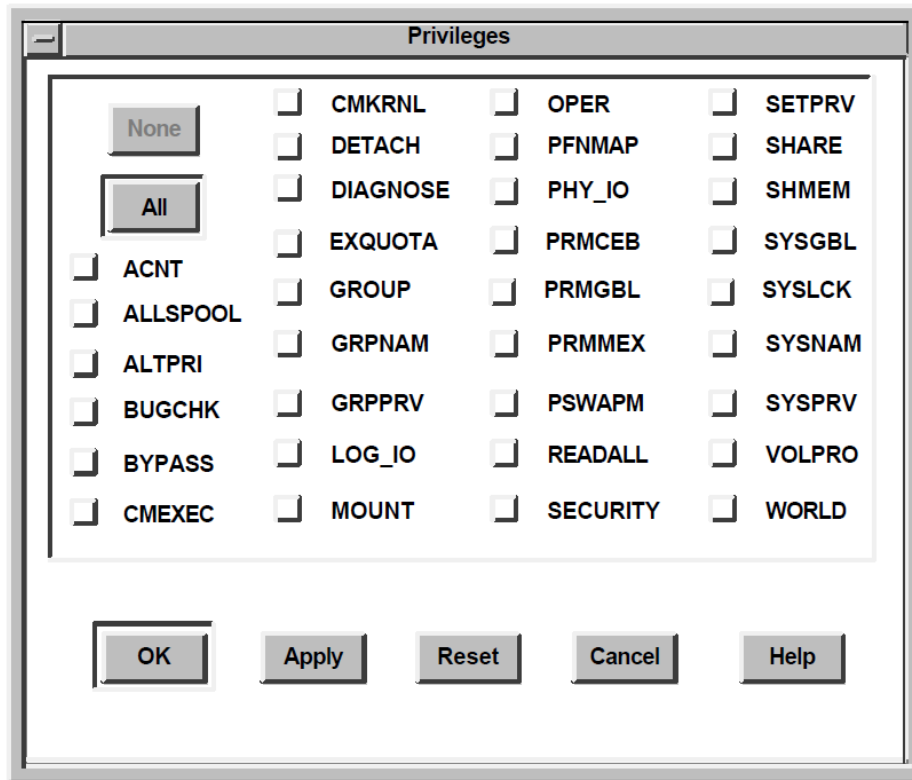 Privileges
None
All
ACNT
ALLSPOOL
ALTPRI
BUGCHK
BYPASS
CMEXEC
CMKRNL
DETACH
DIAGNOSE
EXQUOTA
GROUP
GRPNAM
GRPPRV
LOG_IO
MOUNT
OPER
PFNMAP
PHY_IO
PRMCEB
PRMGBL
PRMMEX
PSWAPM
READALL
SECURITY
SETPRV
SHARE
SHMEM
SYSGBL
SYSLCK
SYSNAM
SYSPRV
VOLPRO
WORLD
OK
Apply
Reset
Cancel
Help